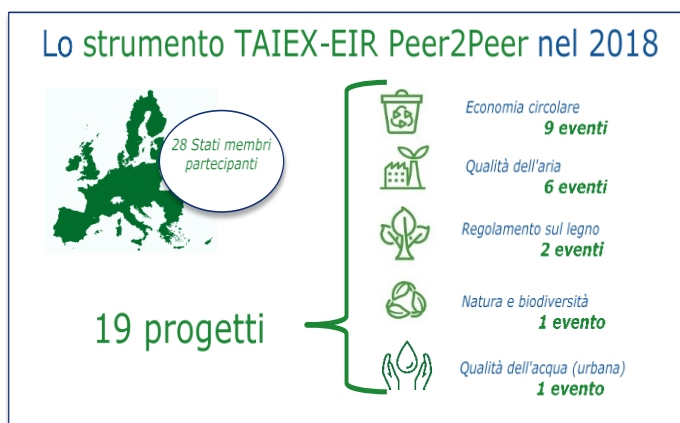 Lo strumento TAIEX-EIR Peer2Peer nel 2018
28 Stati membri
partecipanti
19 progetti
Economia circolare
9 eventi
Qualità dell'aria
6 eventi
Regolamento sul legno
2 eventi
Natura e biodiversità
1 evento
Qualità dell'acqua (urbana)
1 evento